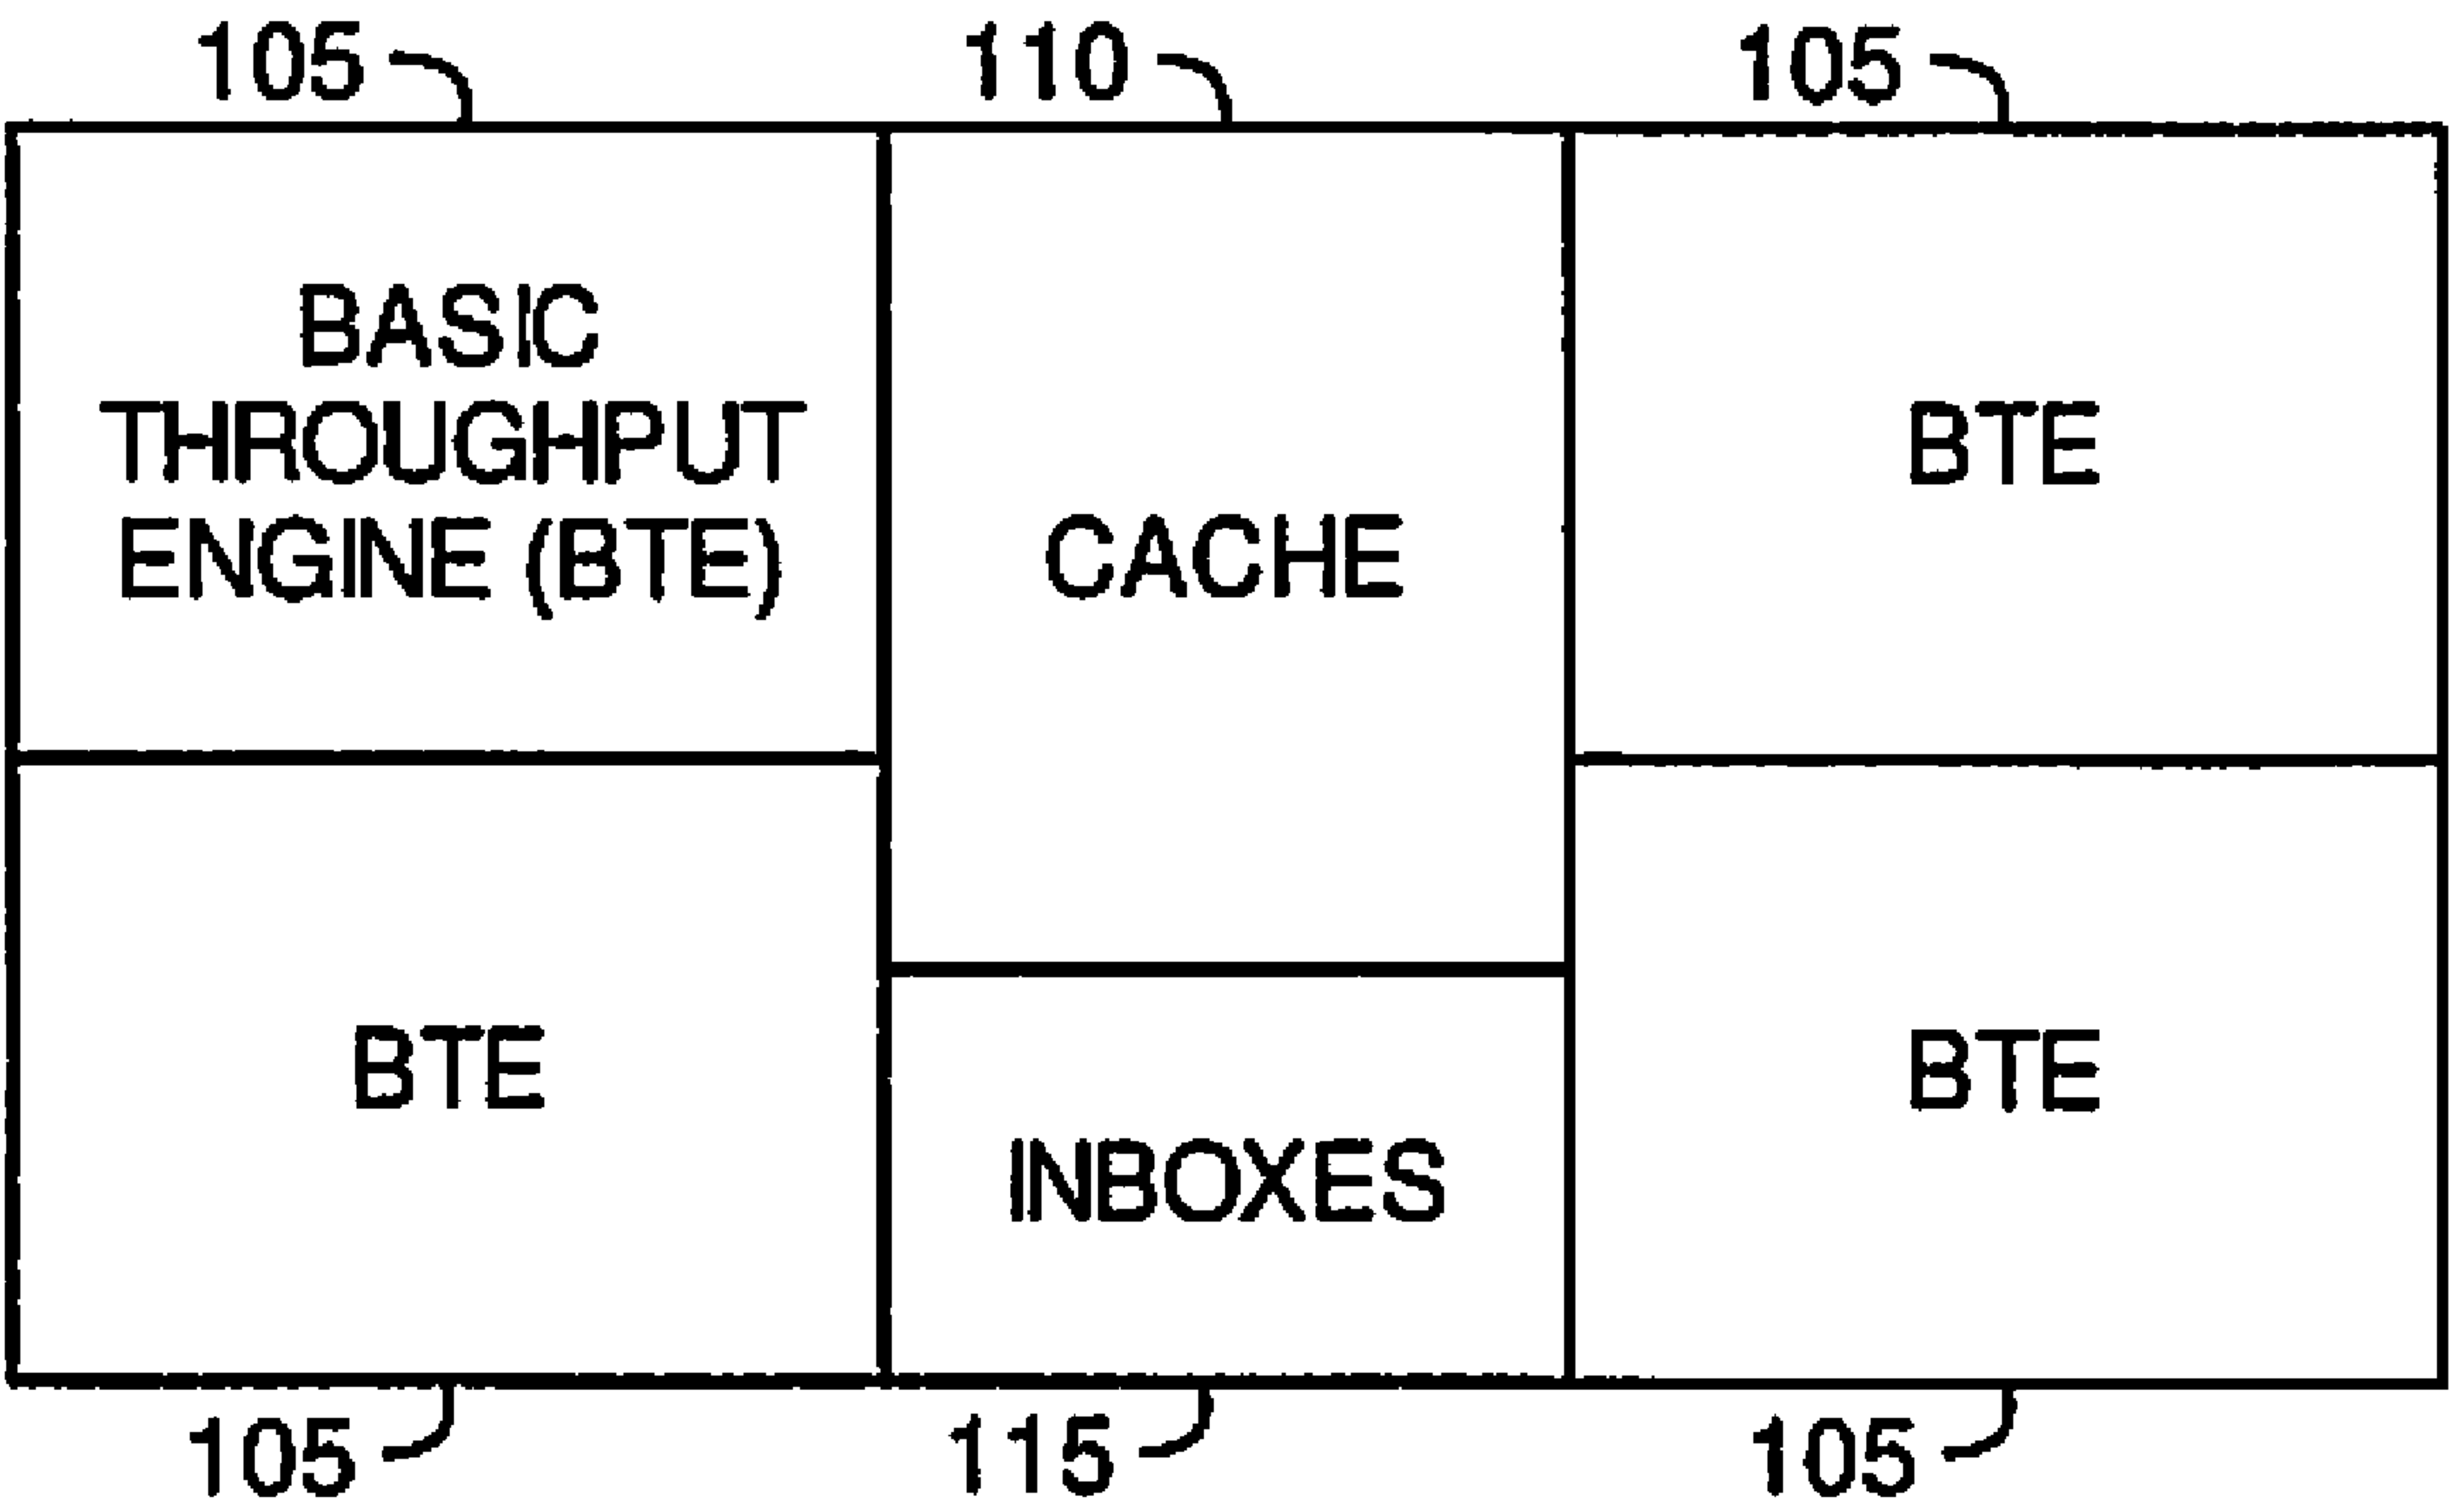 105
110
105
BASIC
THROUGHPUT
ENGINE (BTE)
CACHE
BTE
BTE
INBOXES
BTE
105
115
105